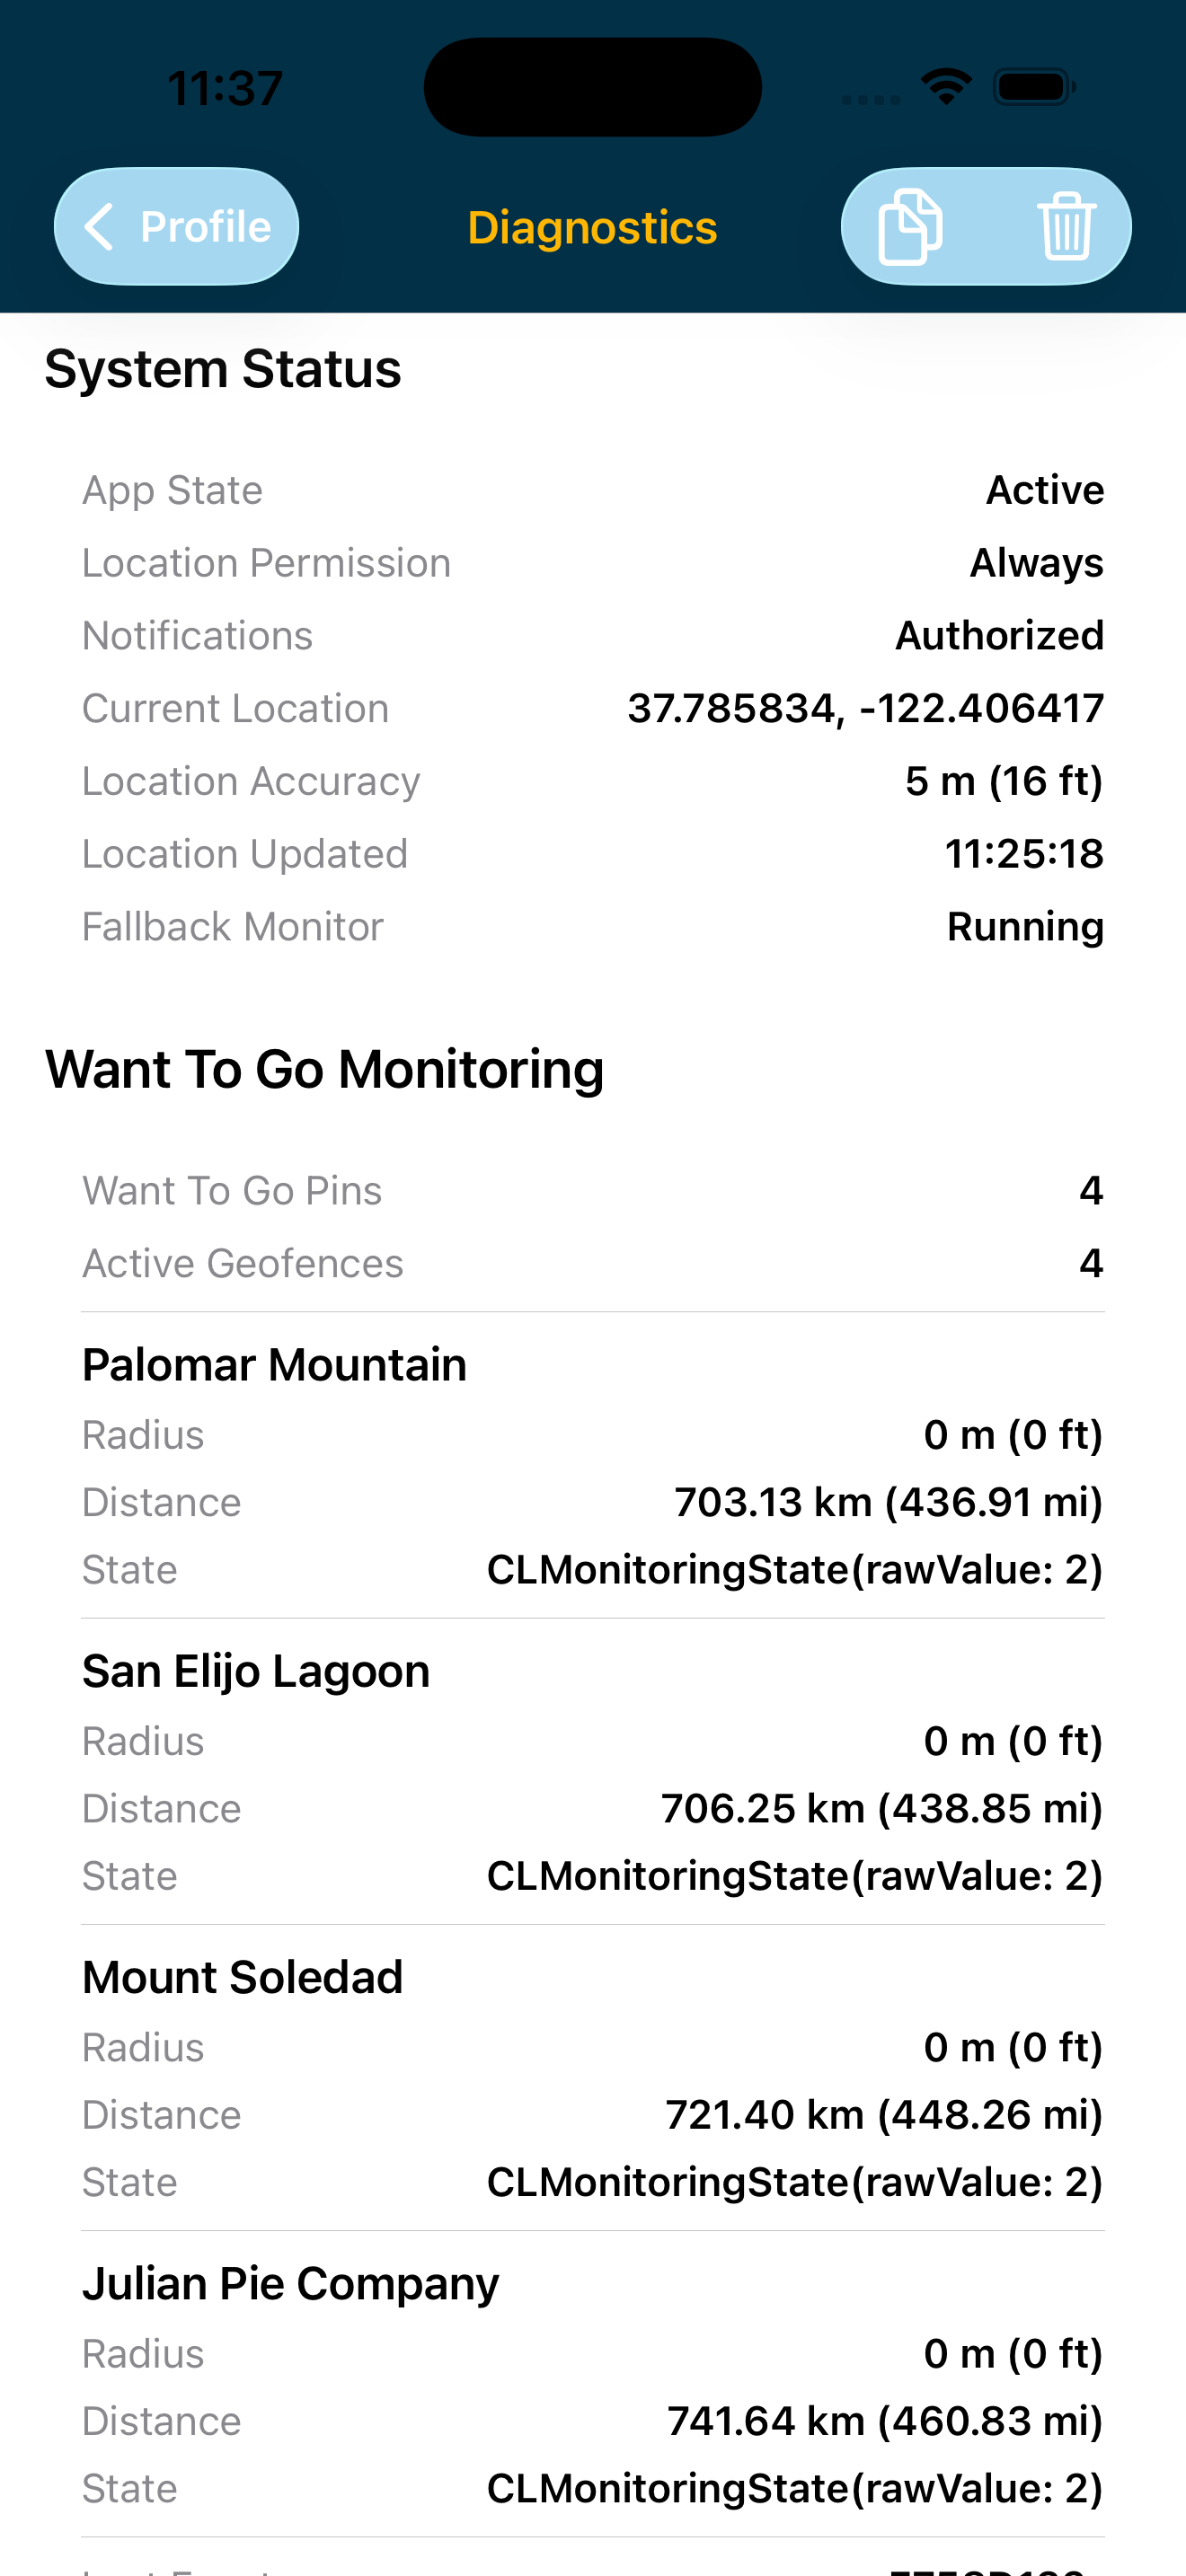 11:37
Profile
Diagnostics
System Status
App State Active
Location Permission Always
Notifications Authorized
Current Location 37.785834, -122.406417
Location Accuracy 5 m (16 ft)
Location Updated 11:25:18
Fallback Monitor Running
Want To Go Monitoring
Want To Go Pins 4
Active Geofences 4
Palomar Mountain
Radius 0 m (0 ft)
Distance 703.13 km (436.91 mi)
State CLMonitoringState(rawValue: 2)
San Elijo Lagoon
Radius 0 m (0 ft)
Distance 706.25 km (438.85 mi)
State CLMonitoringState(rawValue: 2)
Mount Soledad
Radius 0 m (0 ft)
Distance 721.40 km (448.26 mi)
State CLMonitoringState(rawValue: 2)
Julian Pie Company
Radius 0 m (0 ft)
Distance 741.64 km (460.83 mi)
State CLMonitoringState(rawValue: 2)